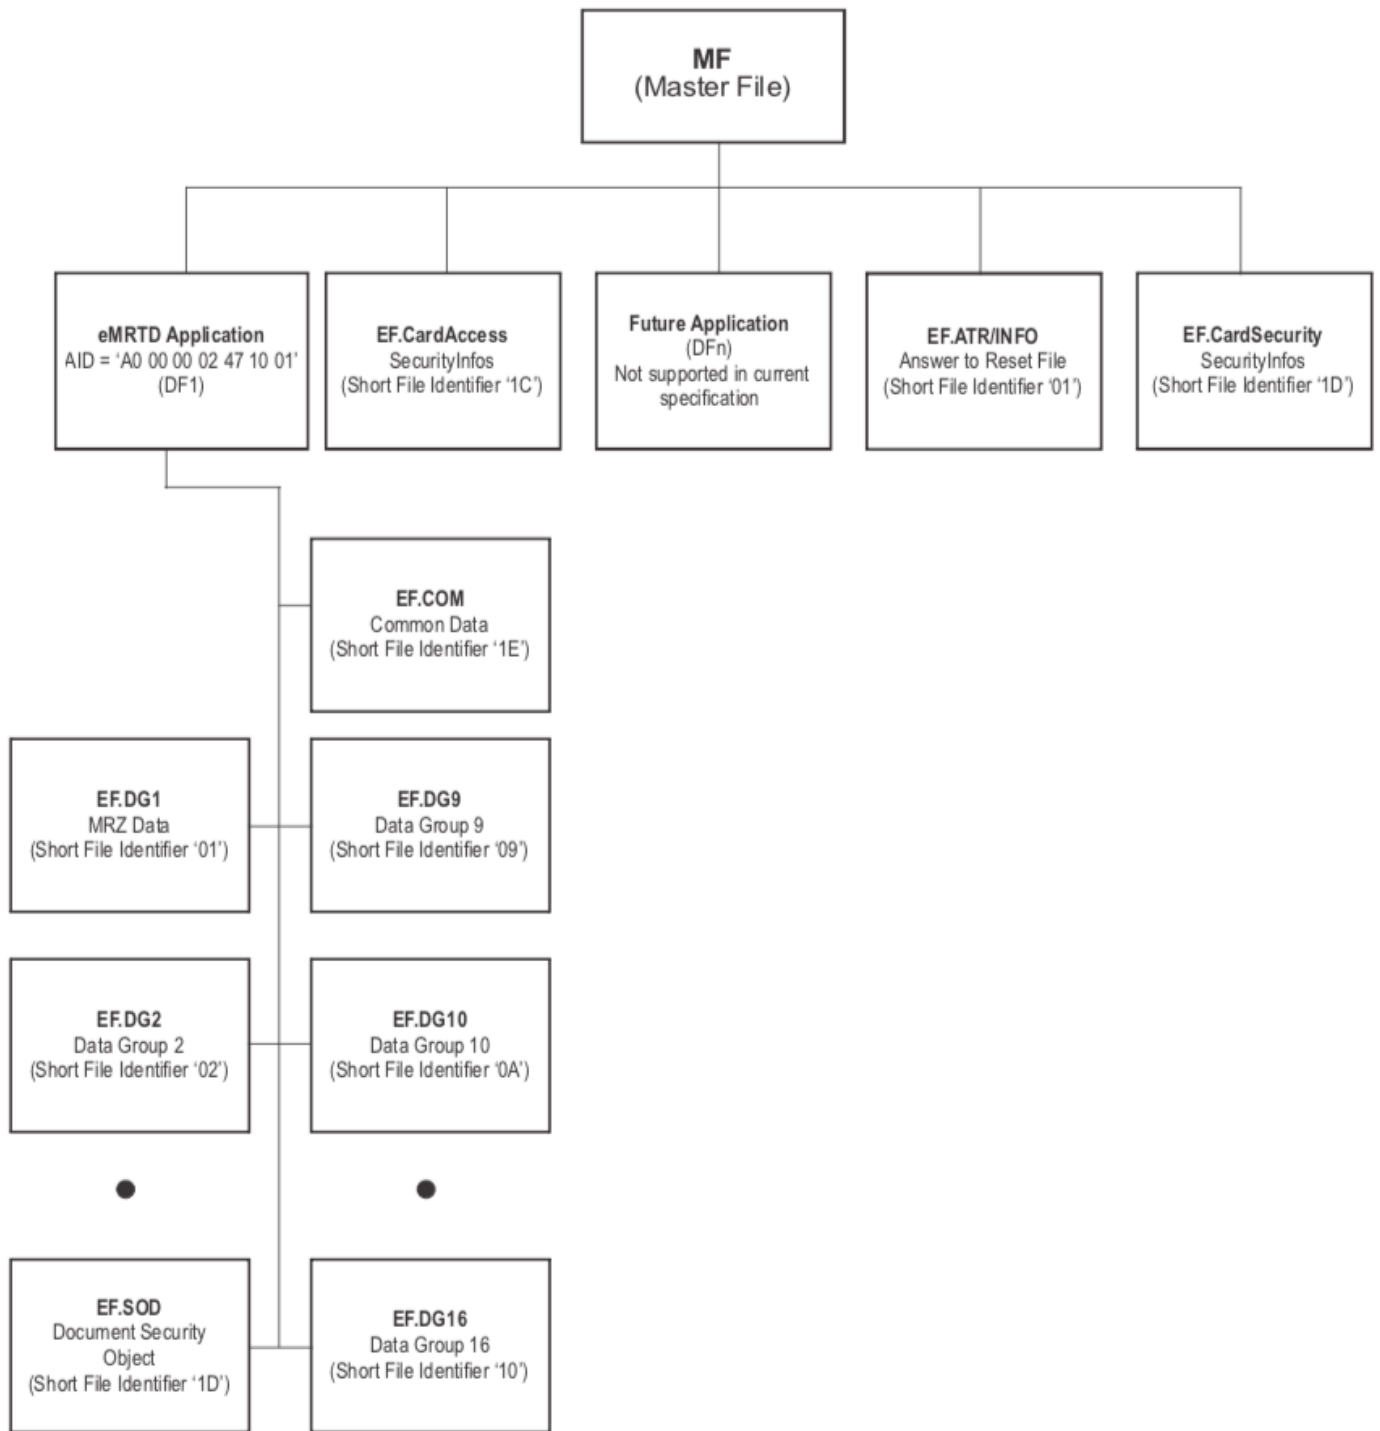 MF
(Master File)
eMRTD Application
AID = ‘A0 00 00 02 47 10 01’
(DF1)
EF.CardAccess
SecurityInfos
(Short File Identifier ‘1C’)
Future Application
(DFn)
Not supported in current
specification
EF.ATR/INFO
Answer to Reset File
(Short File Identifier ‘01’)
EF.CardSecurity
SecurityInfos
(Short File Identifier ‘1D’)
EF.COM
Common Data
(Short File Identifier ‘1E’)
EF.DG1
MRZ Data
(Short File Identifier ‘01’)
EF.DG9
Data Group 9
(Short File Identifier ‘09’)
EF.DG2
Data Group 2
(Short File Identifier ‘02’)
EF.DG10
Data Group 10
(Short File Identifier ‘0A’)
EF.SOD
Document Security
Object
(Short File Identifier ‘1D’)
EF.DG16
Data Group 16
(Short File Identifier ‘10’)